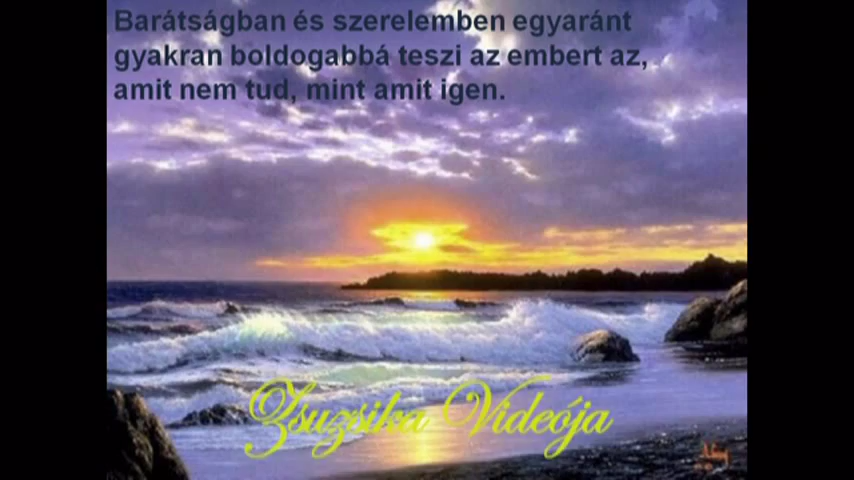 Barátságban és szerelemben egyaránt
gyakran boldogabbá teszi az embert az,
amit nem tud, mint amit igen.
Zsuzsika Videója